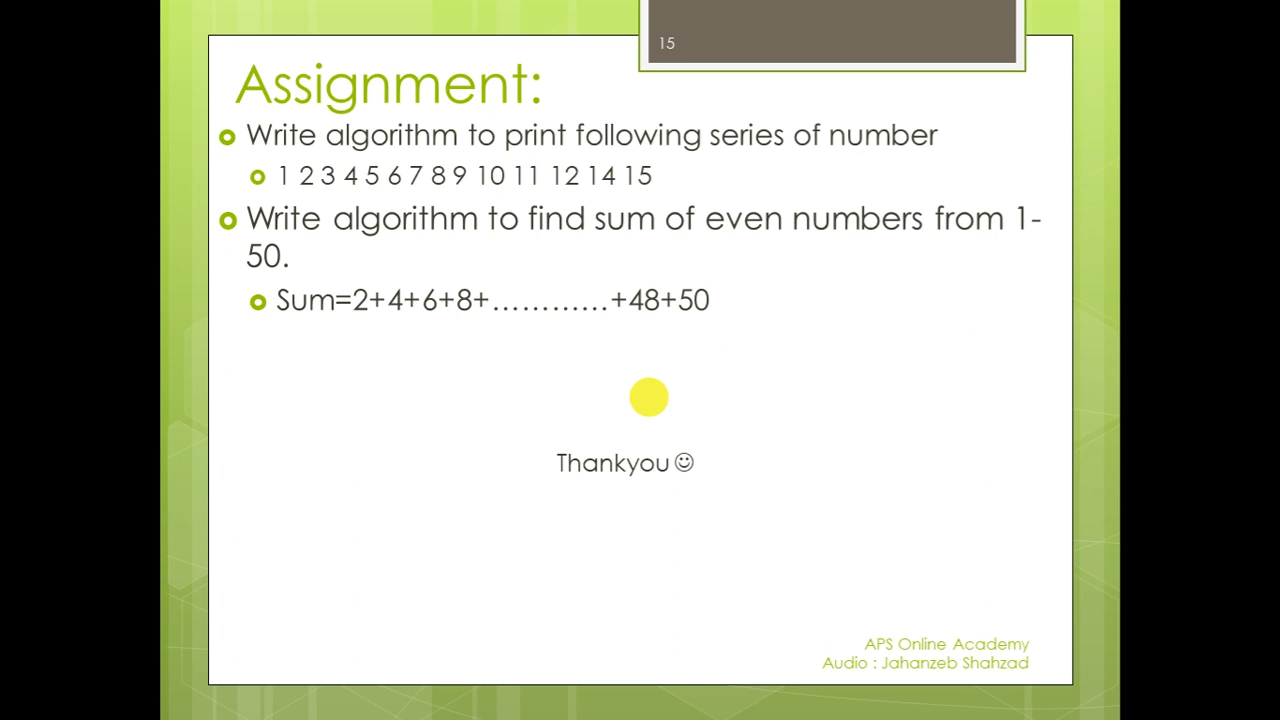 15
Assignment:
Write algorithm to print following series of number
1 2 3 4 5 6 7 8 9 10 11 12 14 15
Write algorithm to find sum of even numbers from 1-
50.
Sum=2+4+6+8+…………+48+50
Thankyou☺
APS Online Academy
Audio : Jahanzeb Shahzad